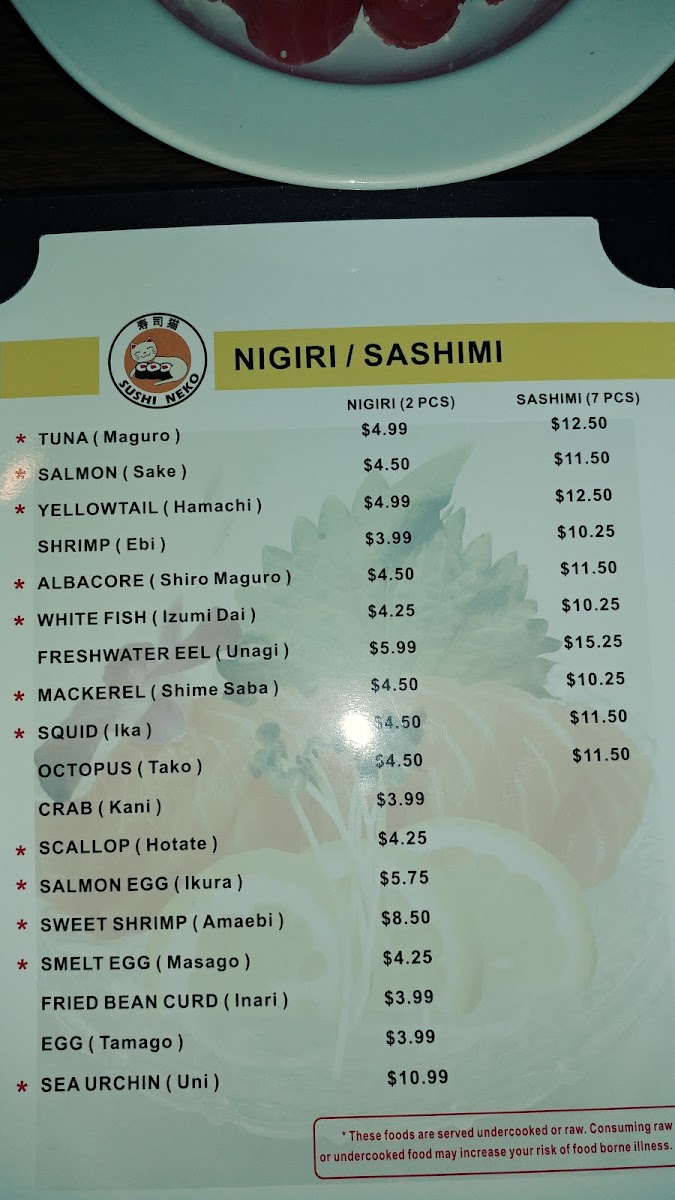 寿司猫
SUSHI NEKO
NIGIRI / SASHIMI
NIGIRI (2 PCS) SASHIMI (7 PCS)
* TUNA ( Maguro ) $4.99 $12.50
* SALMON ( Sake ) $4.50 $11.50
* YELLOWTAIL ( Hamachi ) $4.99 $12.50
SHRIMP ( Ebi ) $3.99 $10.25
* ALBACORE ( Shiro Maguro ) $4.50 $11.50
* WHITE FISH ( Izumi Dai ) $4.25 $10.25
FRESHWATER EEL ( Unagi ) $5.99 $15.25
* MACKEREL ( Shime Saba ) $4.50 $10.25
* SQUID ( Ika ) $4.50 $11.50
OCTOPUS ( Tako ) $4.50 $11.50
CRAB ( Kani ) $3.99
* SCALLOP ( Hotate ) $4.25
* SALMON EGG ( Ikura ) $5.75
* SWEET SHRIMP ( Amaebi ) $8.50
* SMELT EGG ( Masago ) $4.25
FRIED BEAN CURD ( Inari ) $3.99
EGG ( Tamago ) $3.99
* SEA URCHIN ( Uni ) $10.99
* These foods are served undercooked or raw. Consuming raw
or undercooked food may increase your risk of food borne illness.